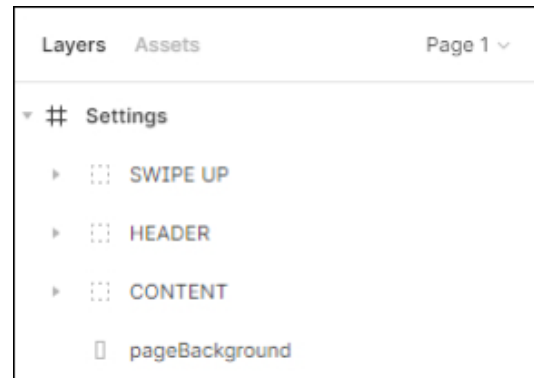 Layers Assets Page 1
Settings
SWIPE UP
HEADER
CONTENT
pageBackground